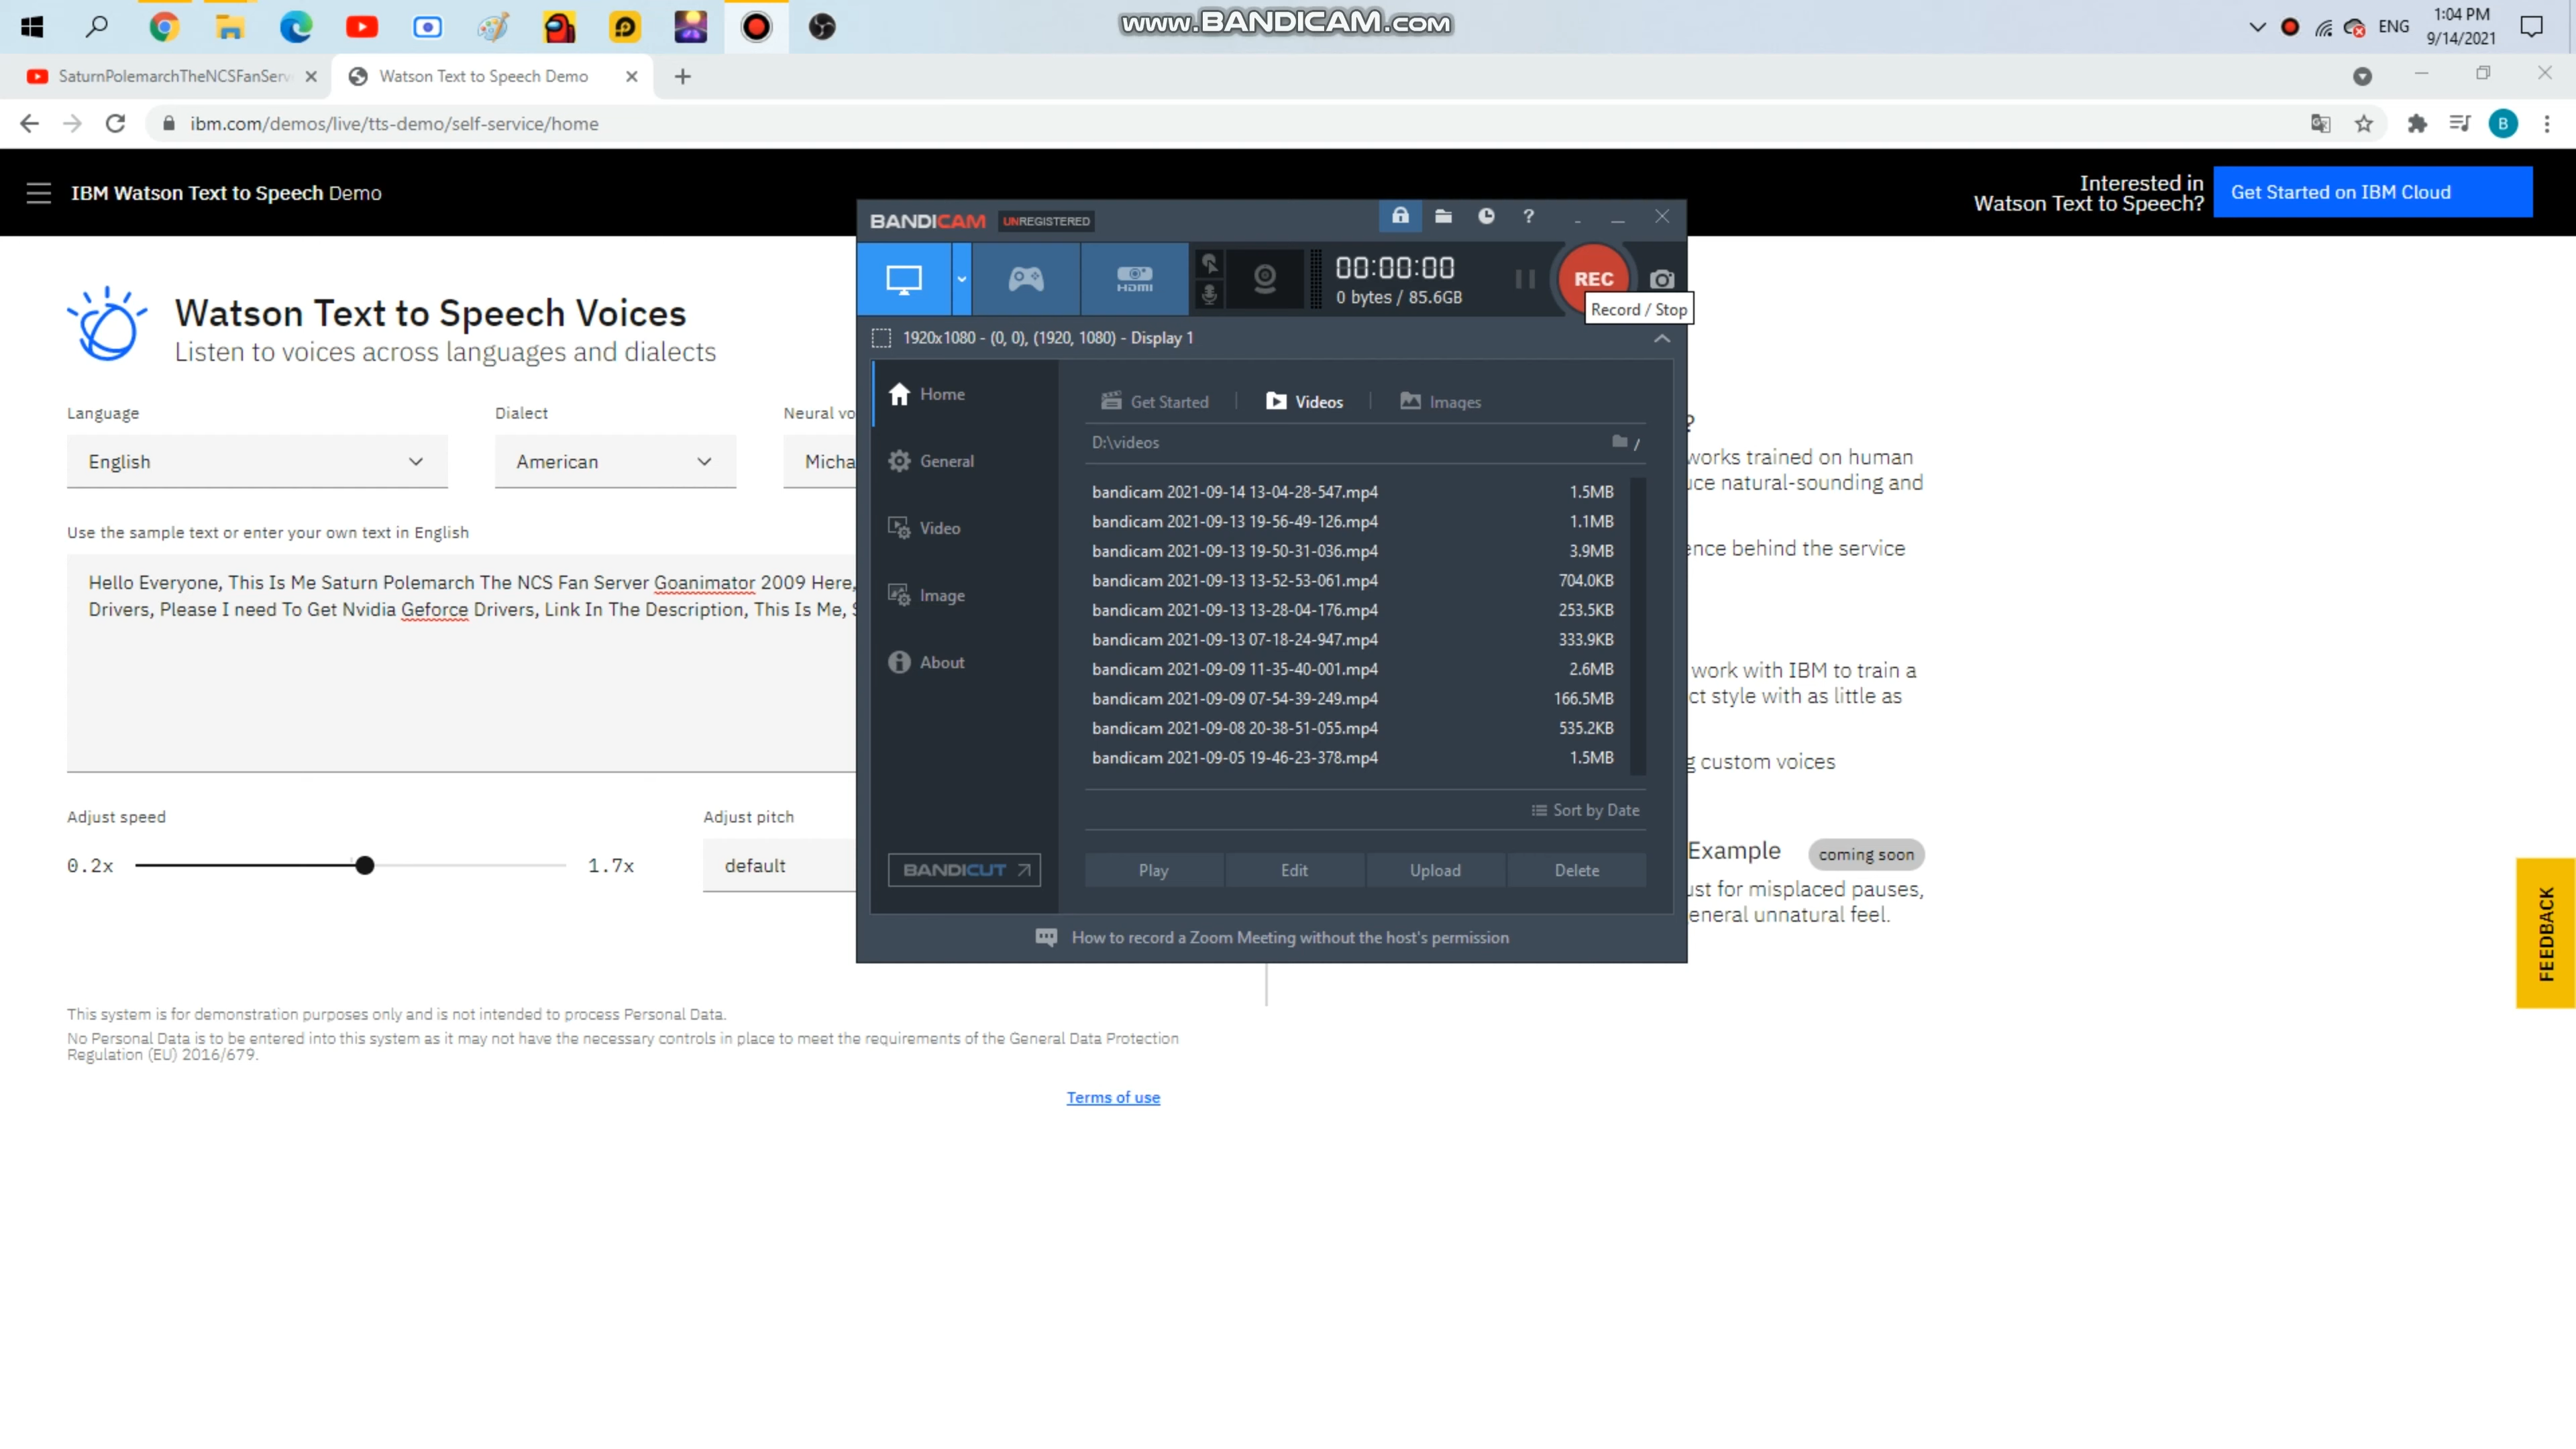 www.BANDICAM.com
ENG
1:04 PM
9/14/2021
SaturnPolemarchTheNCSFanServ
Watson Text to Speech Demo
ibm.com/demos/live/tts-demo/self-service/home
B
IBM Watson Text to Speech Demo
Interested in
Watson Text to Speech?
Get Started on IBM Cloud
Watson Text to Speech Voices
Listen to voices across languages and dialects
Language
Dialect
Neural vo
English
American
Micha
Use the sample text or enter your own text in English
Hello Everyone, This Is Me Saturn Polemarch The NCS Fan Server Goanimator 2009 Here,
Drivers, Please I need To Get Nvidia Geforce Drivers, Link In The Description, This Is Me, S
Adjust speed
0.2x
1.7x
Adjust pitch
default
This system is for demonstration purposes only and is not intended to process Personal Data.
No Personal Data is to be entered into this system as it may not have the necessary controls in place to meet the requirements of the General Data Protection
Regulation (EU) 2016/679.
Terms of use
BANDICAM UNREGISTERED
?
HDMI
00:00:00
0 bytes / 85.6GB
REC
Record / Stop
1920x1080 - (0, 0), (1920, 1080) - Display 1
Home
General
Video
Image
About
BANDICUT
Get Started
Videos
Images
D:\videos
/
bandicam 2021-09-14 13-04-28-547.mp4 1.5MB
bandicam 2021-09-13 19-56-49-126.mp4 1.1MB
bandicam 2021-09-13 19-50-31-036.mp4 3.9MB
bandicam 2021-09-13 13-52-53-061.mp4 704.0KB
bandicam 2021-09-13 13-28-04-176.mp4 253.5KB
bandicam 2021-09-13 07-18-24-947.mp4 333.9KB
bandicam 2021-09-09 11-35-40-001.mp4 2.6MB
bandicam 2021-09-09 07-54-39-249.mp4 166.5MB
bandicam 2021-09-08 20-38-51-055.mp4 535.2KB
bandicam 2021-09-05 19-46-23-378.mp4 1.5MB
Sort by Date
Play
Edit
Upload
Delete
How to record a Zoom Meeting without the host's permission
?
works trained on human
uce natural-sounding and
ence behind the service
work with IBM to train a
ct style with as little as
g custom voices
Example
coming soon
ust for misplaced pauses,
eneral unnatural feel.
FEEDBACK